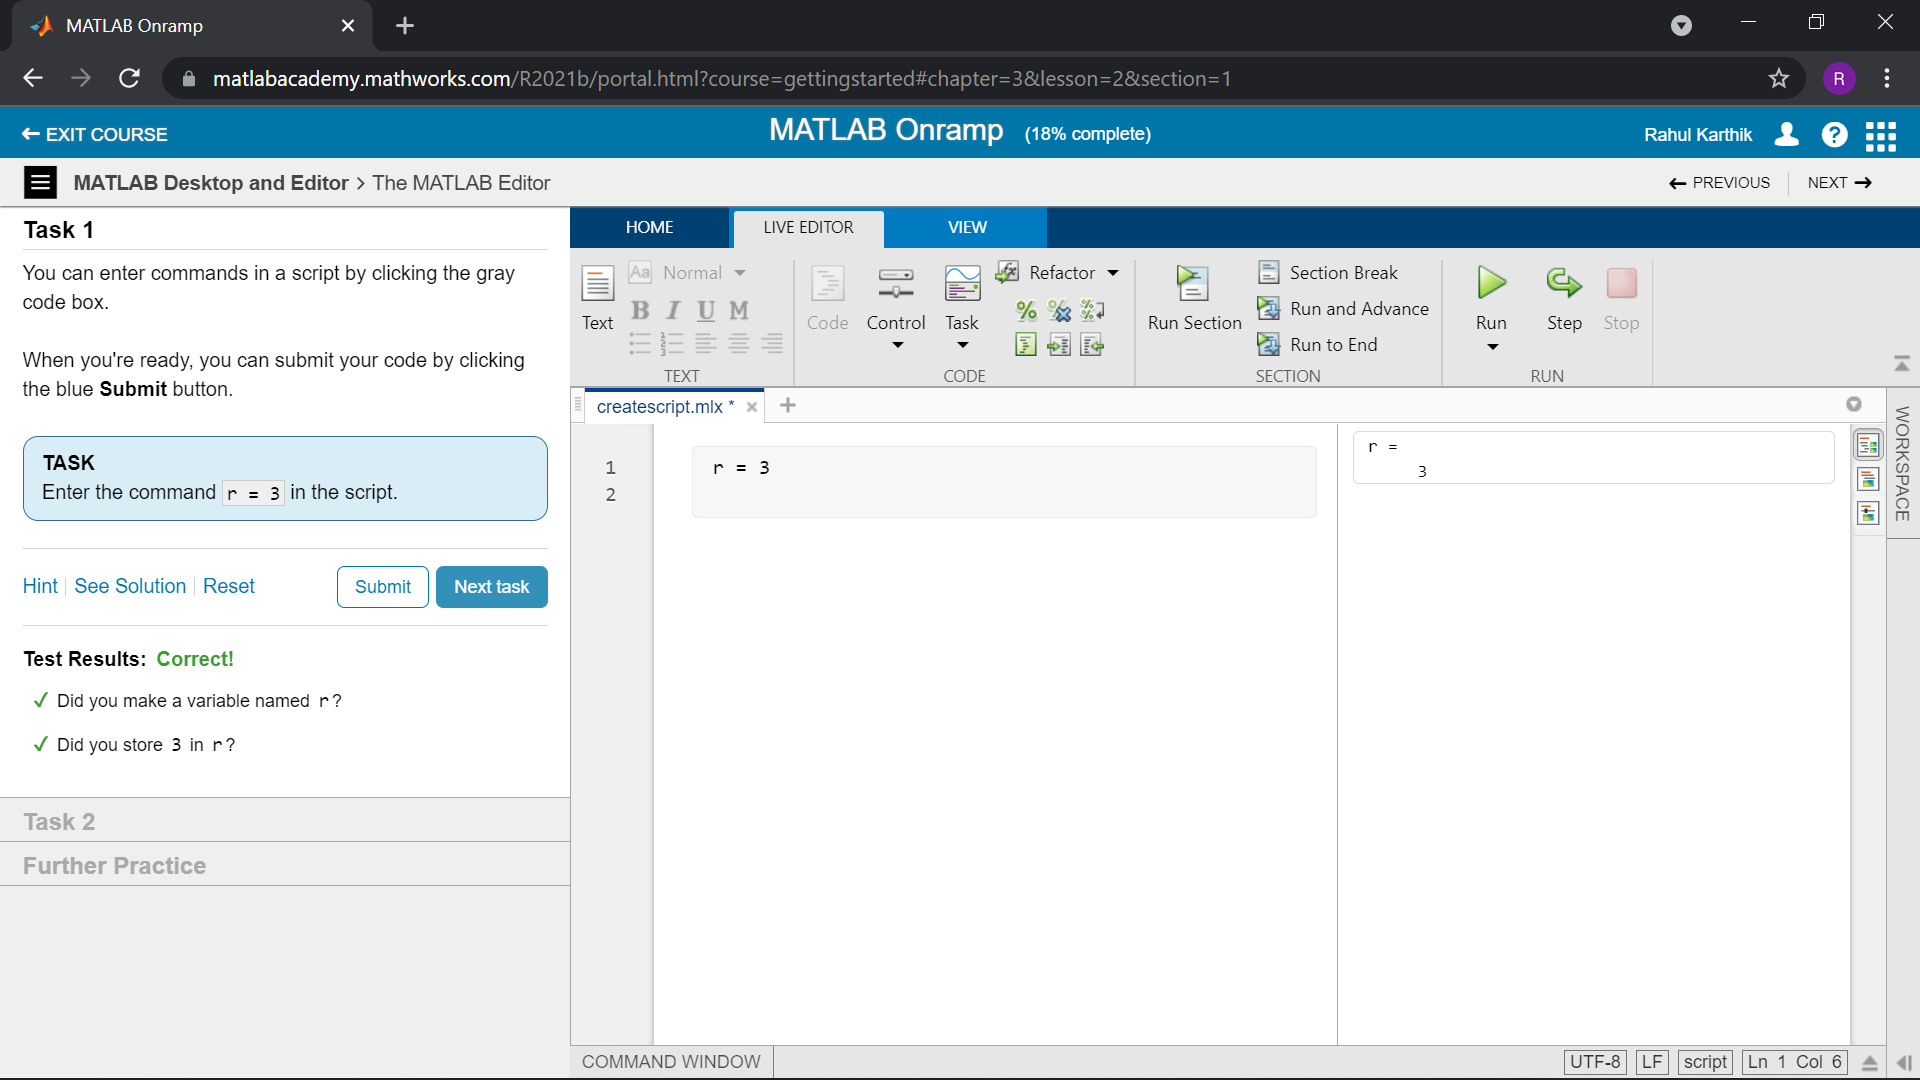 MATLAB Onramp
matlabacademy.mathworks.com/R2021b/portal.html?course=gettingstarted#chapter=3&lesson=2&section=1
R
EXIT COURSE
MATLAB Onramp (18% complete)
Rahul Karthik
?
MATLAB Desktop and Editor > The MATLAB Editor
PREVIOUS
NEXT
Task 1
You can enter commands in a script by clicking the gray
code box.
When you're ready, you can submit your code by clicking
the blue Submit button.
TASK
Enter the command r = 3 in the script.
Hint
See Solution
Reset
Submit
Next task
Test Results: Correct!
Did you make a variable named r?
Did you store 3 in r?
Task 2
Further Practice
HOME
LIVE EDITOR
VIEW
Text
Aa Normal
B I U M
TEXT
Code
Control
Task
Refactor
CODE
Run Section
Section Break
Run and Advance
Run to End
SECTION
Run
Step
Stop
RUN
createscript.mlx *
WORKSPACE
1
2
r = 3
r =
3
COMMAND WINDOW
UTF-8
LF
script
Ln 1 Col 6